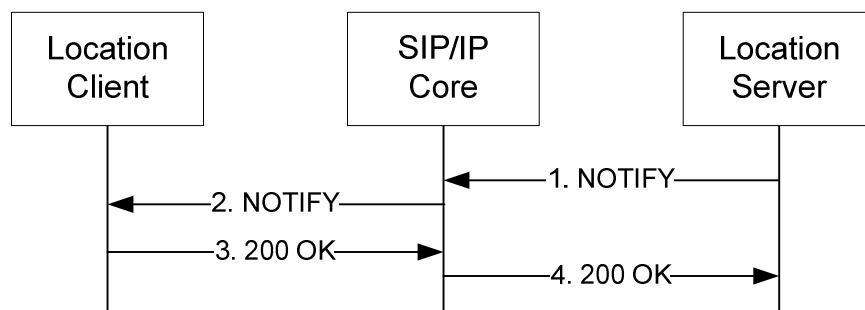 Location
Client
SIP/IP
Core
Location
Server
1. NOTIFY
2. NOTIFY
3. 200 OK
4. 200 OK